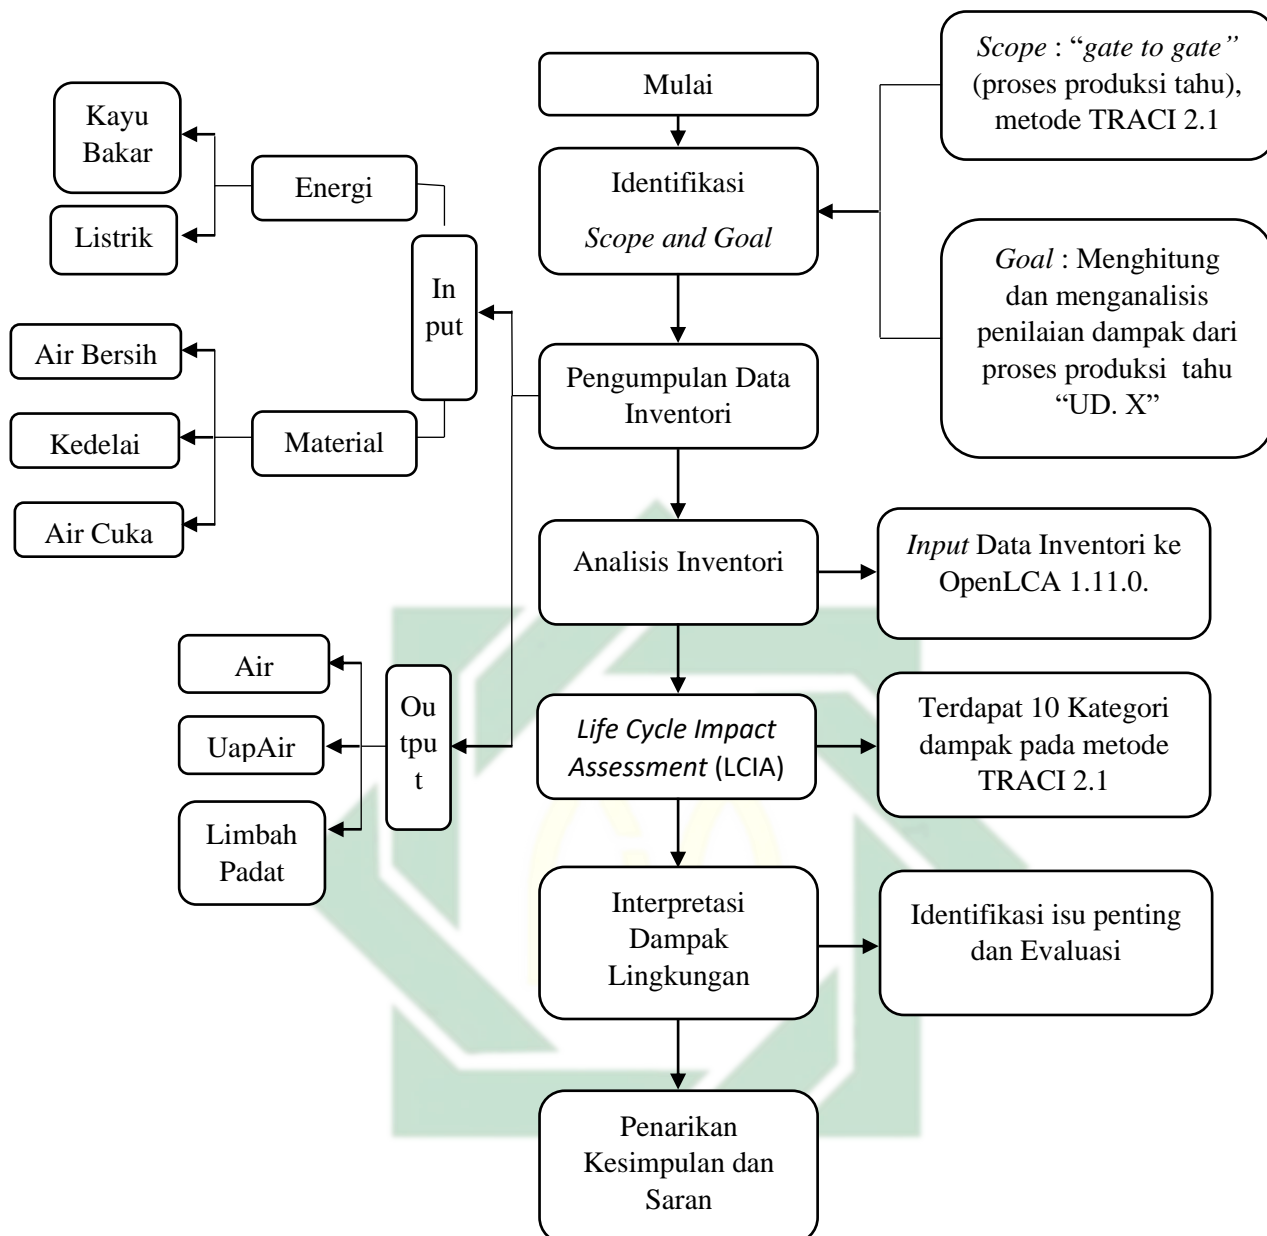 Mulai
Identifikasi
Scope and Goal
Scope : “gate to gate”
(proses produksi tahu),
metode TRACI 2.1
Goal : Menghitung
dan menganalisis
penilaian dampak dari
proses produksi tahu
“UD. X”
Pengumpulan Data
Inventori
In
put
Energi
Kayu
Bakar
Listrik
Material
Air Bersih
Kedelai
Air Cuka
Ou
tpu
t
Air
UapAir
Limbah
Padat
Analisis Inventori
Input Data Inventori ke
OpenLCA 1.11.0.
Life Cycle Impact
Assessment (LCIA)
Terdapat 10 Kategori
dampak pada metode
TRACI 2.1
Interpretasi
Dampak
Lingkungan
Identifikasi isu penting
dan Evaluasi
Penarikan
Kesimpulan dan
Saran